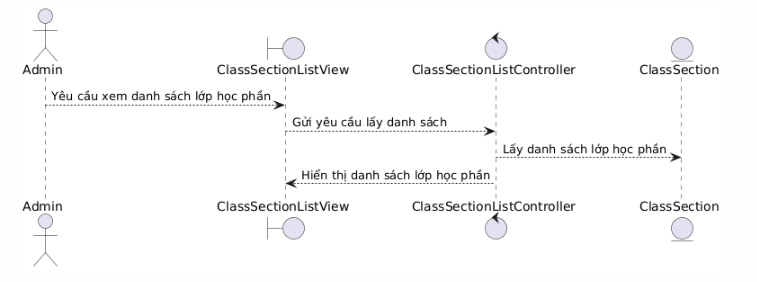 Admin
ClassSectionListView
ClassSectionListController
ClassSection
Yêu cầu xem danh sách lớp học phần
Gửi yêu cầu lấy danh sách
Lấy danh sách lớp học phần
Hiển thị danh sách lớp học phần
Admin
ClassSectionListView
ClassSectionListController
ClassSection